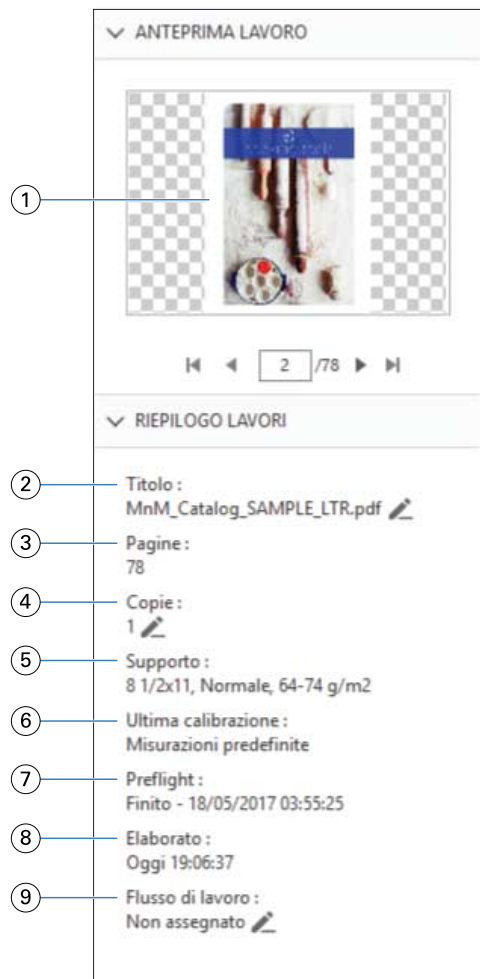 ANTEPRIMA LAVORO
1
2 /78
RIEPILOGO LAVORI
2 Titolo :
MnM_Catalog_SAMPLE_LTR.pdf
3 Pagine :
78
4 Copie :
1
5 Supporto :
8 1/2x11, Normale, 64-74 g/m2
6 Ultima calibrazione :
Misurazioni predefinite
7 Preflight :
Finito - 18/05/2017 03:55:25
8 Elaborato :
Oggi 19:06:37
9 Flusso di lavoro :
Non assegnato